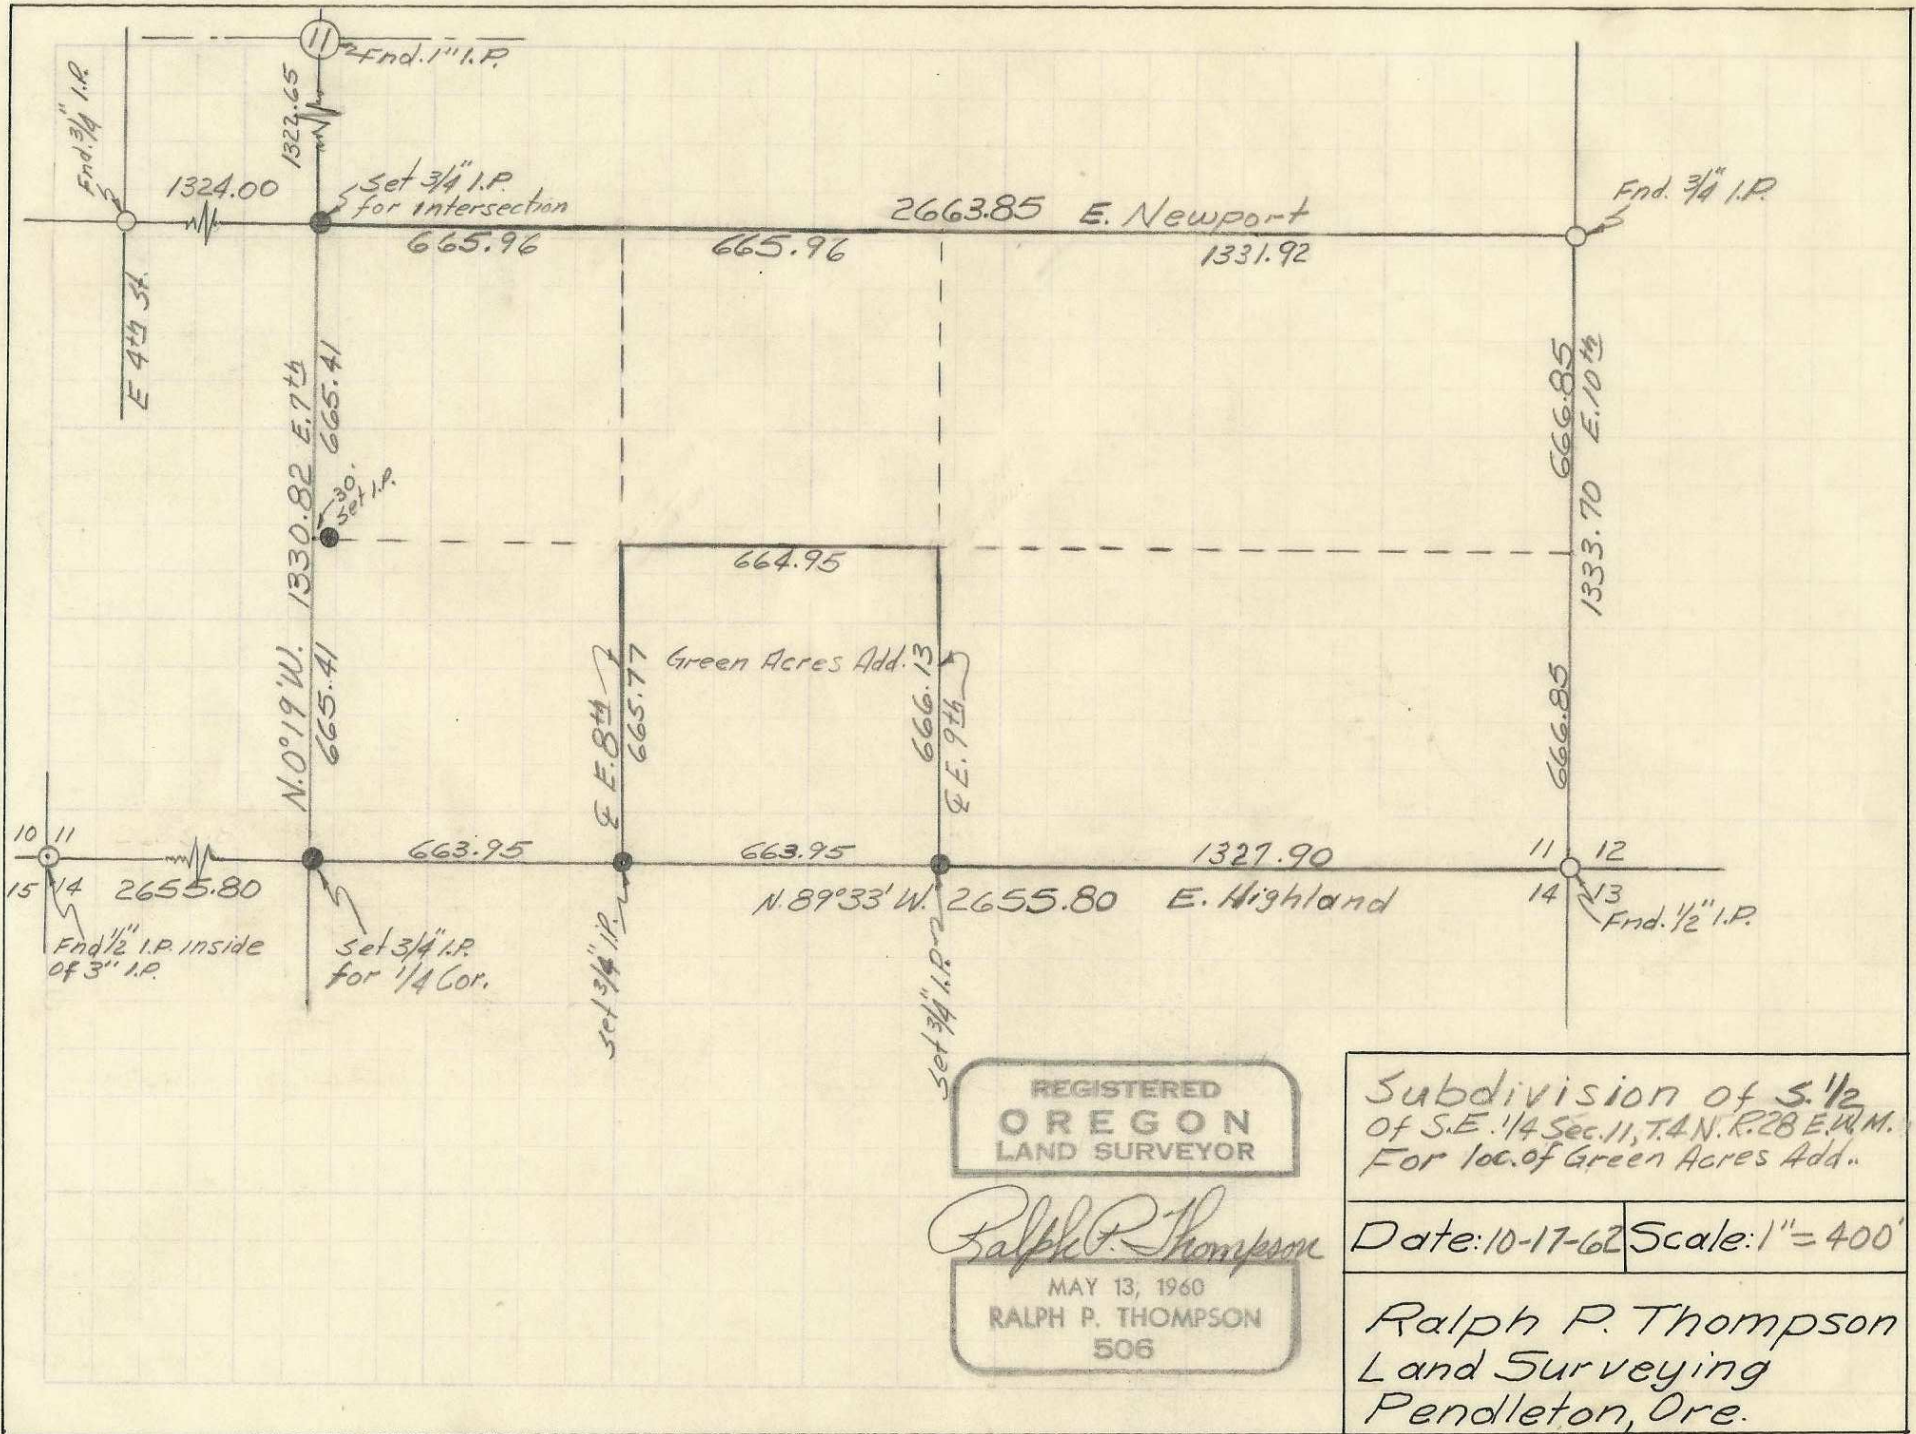 11
Fnd. 1" I.P.
Fnd. 3/4" I.P.
1322.65
1324.00
Set 3/4" I.P.
for intersection
2663.85 E. Newport
Fnd. 3/4" I.P.
665.96
665.96
1331.92
E 4th St.
N.0°19'W. 1330.82 E.7th
665.41
30.
Set I.P.
666.85
1333.70 E.10th
664.95
Green Acres Add.
665.41
℄ E. 8th
665.77
666.13
℄ E. 9th
666.85
10 11
15 14
2655.80
663.95
663.95
1327.90
N.89°33'W. 2655.80 E. Highland
11 12
14 13
Fnd. 1/2" I.P.
Fnd 1/2" I.P. inside
of 3" I.P.
Set 3/4" I.P.
for 1/4 Cor.
Set 3/4" I.P.
Set 3/4" I.P.
REGISTERED
OREGON
LAND SURVEYOR
Ralph P. Thompson
MAY 13, 1960
RALPH P. THOMPSON
506
Subdivision of S.1/2
of S.E.1/4 Sec.11, T.4N. R.28 E.W.M.
For loc. of Green Acres Add..
Date: 10-17-62 Scale: 1" = 400'
Ralph P. Thompson
Land Surveying
Pendleton, Ore.